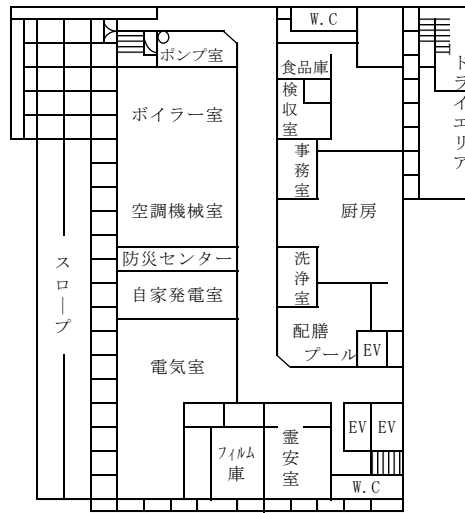 W.C
ポンプ室
食品庫
ドライエリア
検収室
ボイラー室
事務室
空調機械室
厨房
防災センター
洗浄室
スロープ
自家発電室
配膳
プール
EV
電気室
EV
EV
フィルム
庫
霊安室
W.C